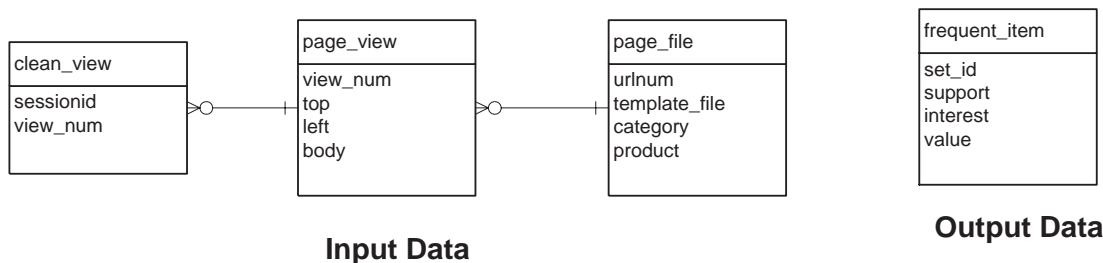 clean_view
sessionid
view_num
page_view
view_num
top
left
body
page_file
urlnum
template_file
category
product
frequent_item
set_id
support
interest
value
Input Data
Output Data